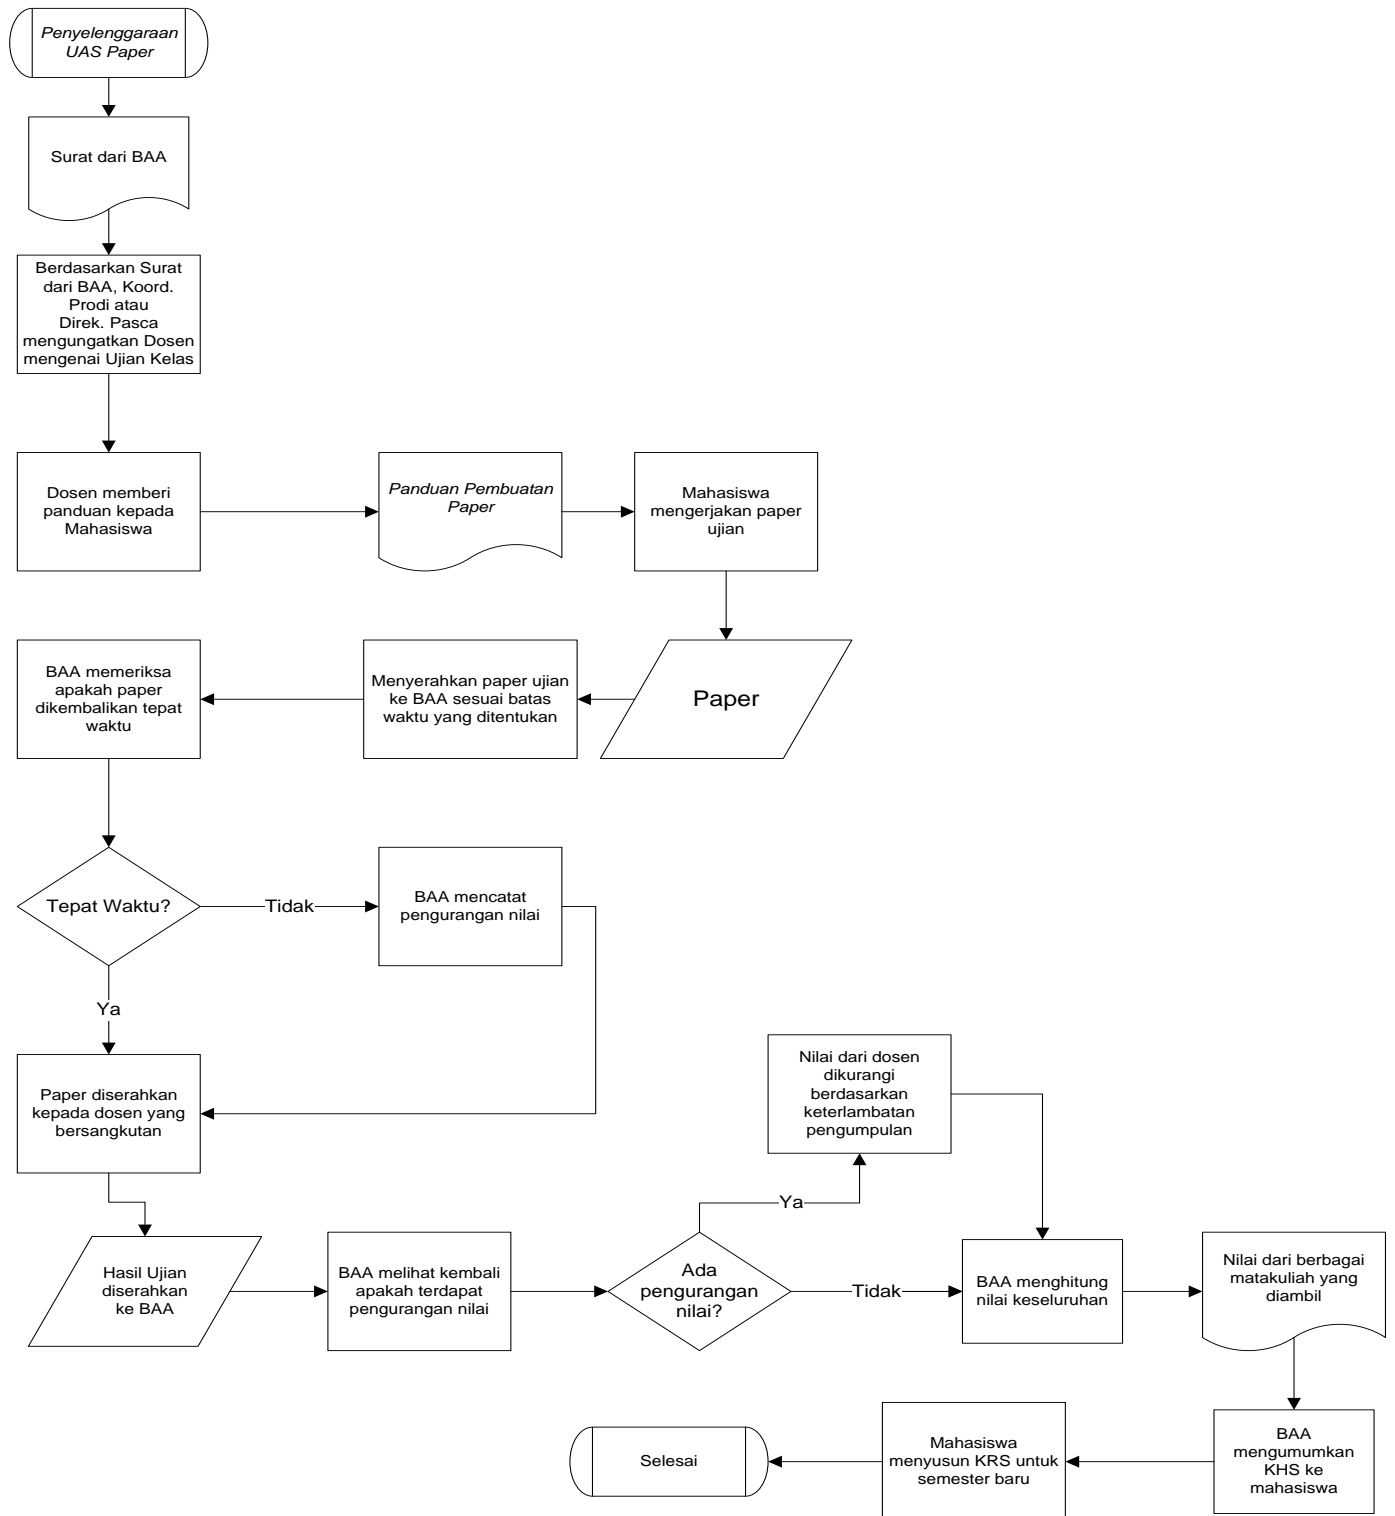 Penyelenggaraan
UAS Paper
Surat dari BAA
Berdasarkan Surat
dari BAA, Koord.
Prodi atau
Direk. Pasca
mengungatkan Dosen
mengenai Ujian Kelas
Dosen memberi
panduan kepada
Mahasiswa
Panduan Pembuatan
Paper
Mahasiswa
mengerjakan paper
ujian
Paper
Menyerahkan paper ujian
ke BAA sesuai batas
waktu yang ditentukan
BAA memeriksa
apakah paper
dikembalikan tepat
waktu
Tepat Waktu?
Tidak
BAA mencatat
pengurangan nilai
Ya
Paper diserahkan
kepada dosen yang
bersangkutan
Hasil Ujian
diserahkan
ke BAA
BAA melihat kembali
apakah terdapat
pengurangan nilai
Ada
pengurangan
nilai?
Ya
Nilai dari dosen
dikurangi
berdasarkan
keterlambatan
pengumpulan
Tidak
BAA menghitung
nilai keseluruhan
Nilai dari berbagai
matakuliah yang
diambil
BAA
mengumumkan
KHS ke
mahasiswa
Mahasiswa
menyusun KRS untuk
semester baru
Selesai